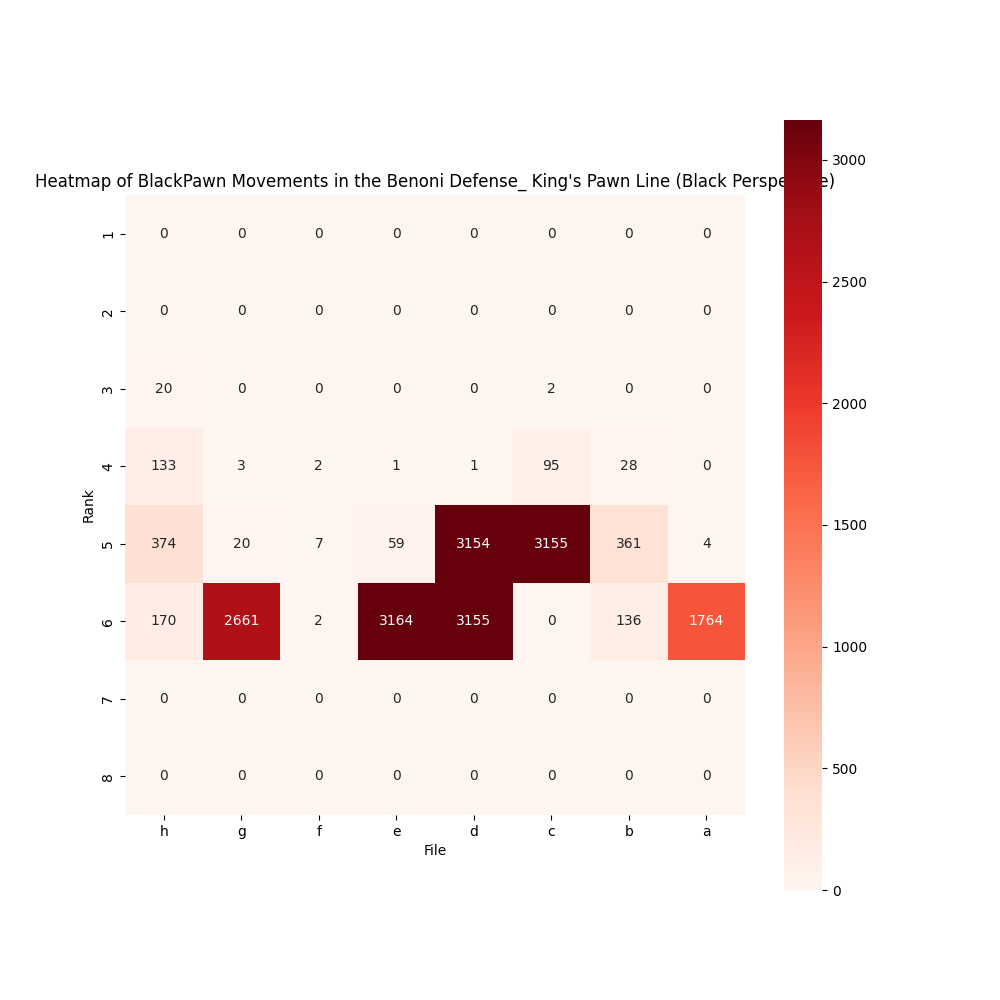 Heatmap of BlackPawn Movements in the Benoni Defense_ King's Pawn Line (Black Perspe e)
3000
2500
2000
1500
1000
500
0
Rank
1 0 0 0 0 0 0 0 0
2 0 0 0 0 0 0 0 0
3 20 0 0 0 0 2 0 0
4 133 3 2 1 1 95 28 0
5 374 20 7 59 3154 3155 361 4
6 170 2661 2 3164 3155 0 136 1764
7 0 0 0 0 0 0 0 0
8 0 0 0 0 0 0 0 0
h g f e d c b a
File